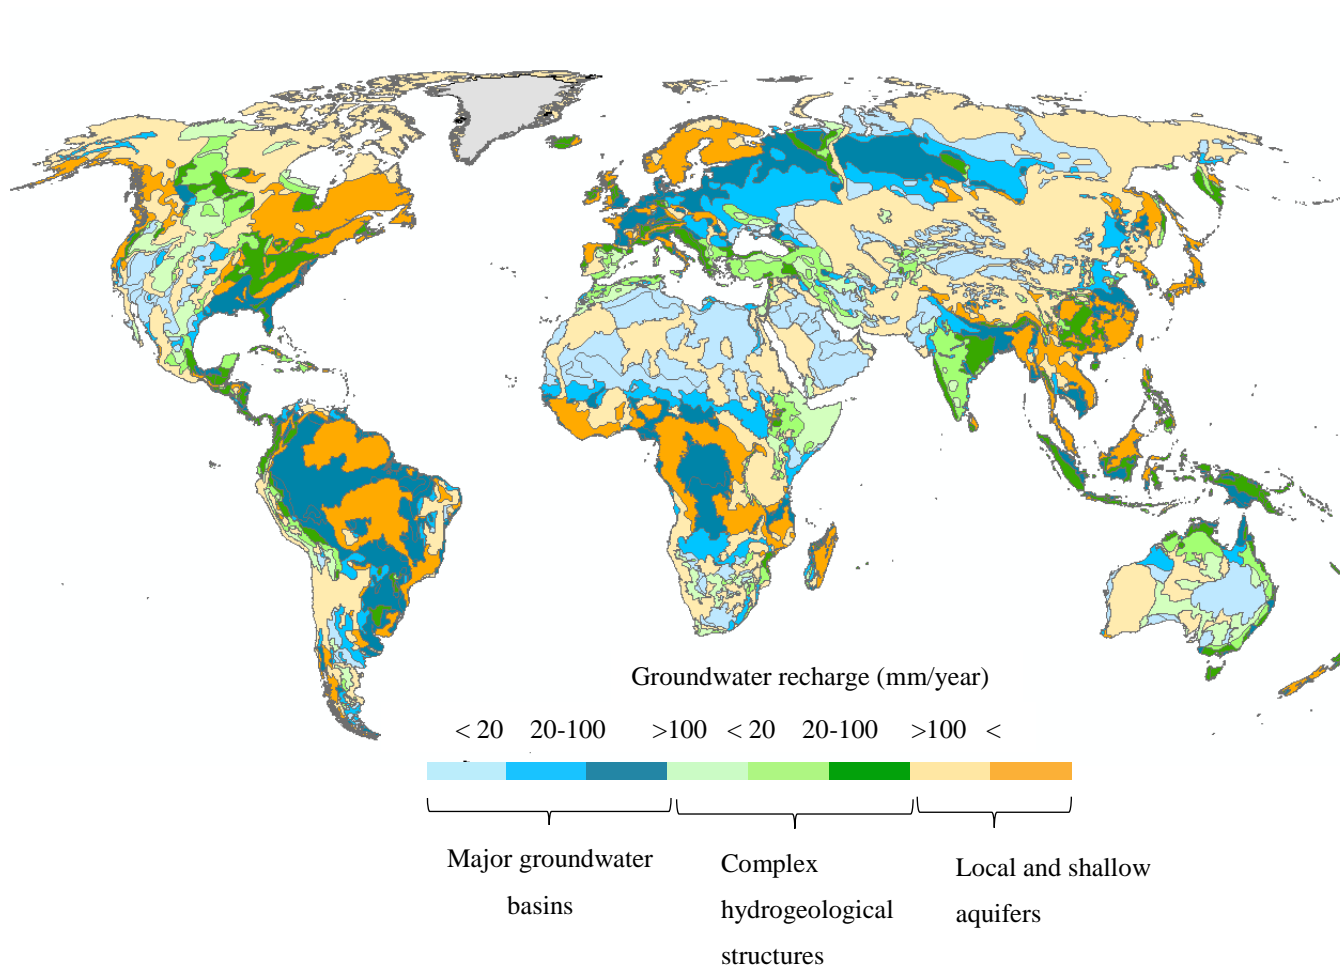 Groundwater recharge (mm/year)
< 20 20-100 >100 < 20 20-100 >100 <
Major groundwater
basins
Complex
hydrogeological
structures
Local and shallow
aquifers